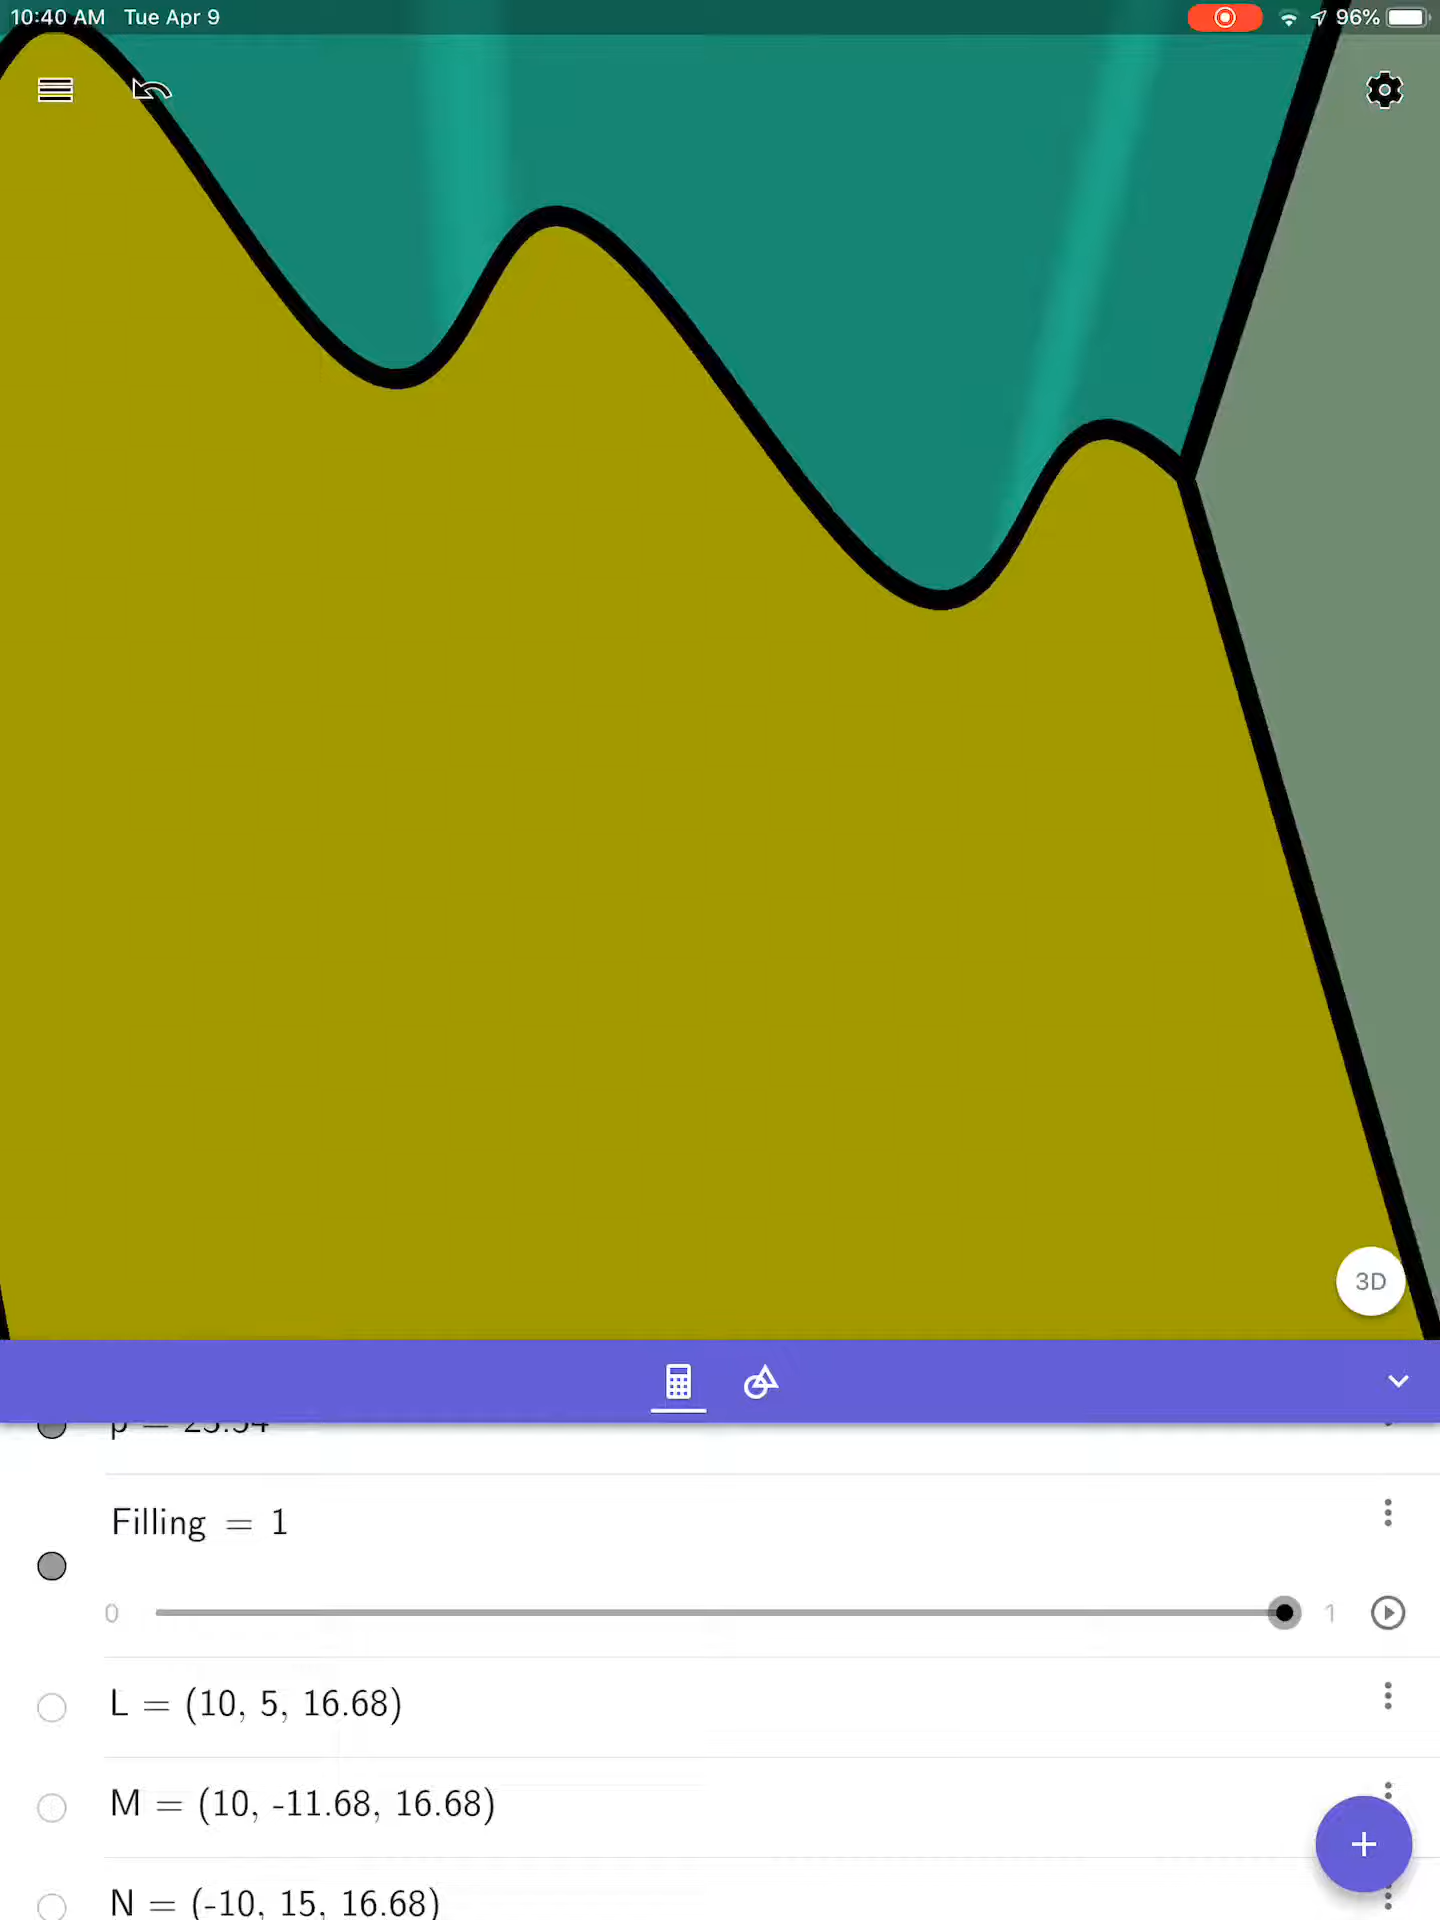 10:40 AM Tue Apr 9 96%
3D
Filling = 1
0 1
L = (10, 5, 16.68)
M = (10, -11.68, 16.68)
N = (-10, 15, 16.68)